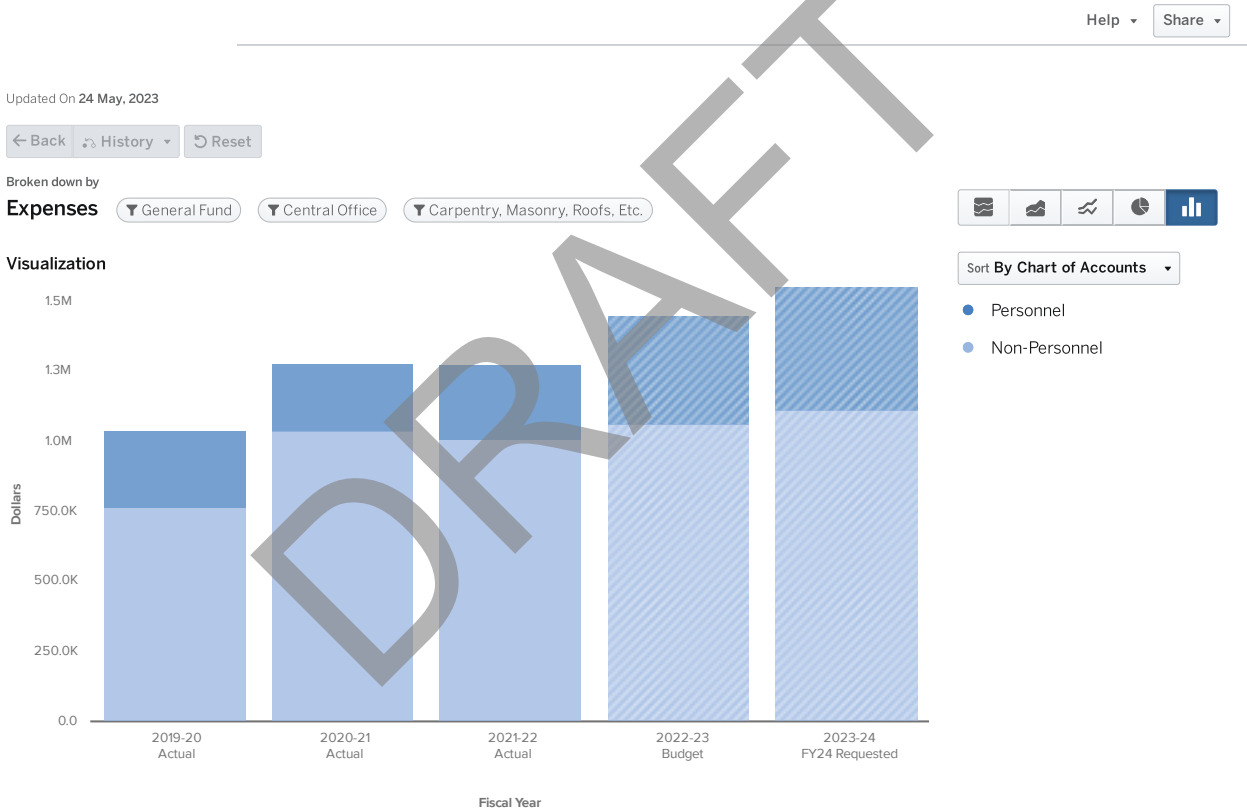 Help
Share
Updated On 24 May, 2023
Back
History
Reset
Broken down by
Expenses
General Fund
Central Office
Carpentry, Masonry, Roofs, Etc.
Visualization
Sort By Chart of Accounts
Personnel
Non-Personnel
1.5M
1.3M
1.0M
750.0K
500.0K
250.0K
0.0
Dollars
2019-20
Actual
2020-21
Actual
2021-22
Actual
2022-23
Budget
2023-24
FY24 Requested
Fiscal Year
DRAFT